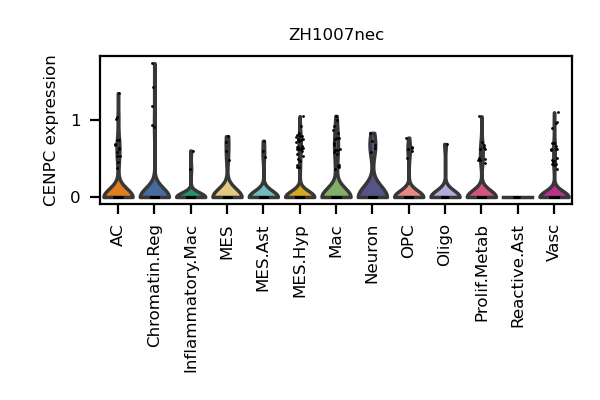 ZH1007nec
CENPC expression
1
0
AC
Chromatin.Reg
Inflammatory.Mac
MES
MES.Ast
MES.Hyp
Mac
Neuron
OPC
Oligo
Prolif.Metab
Reactive.Ast
Vasc